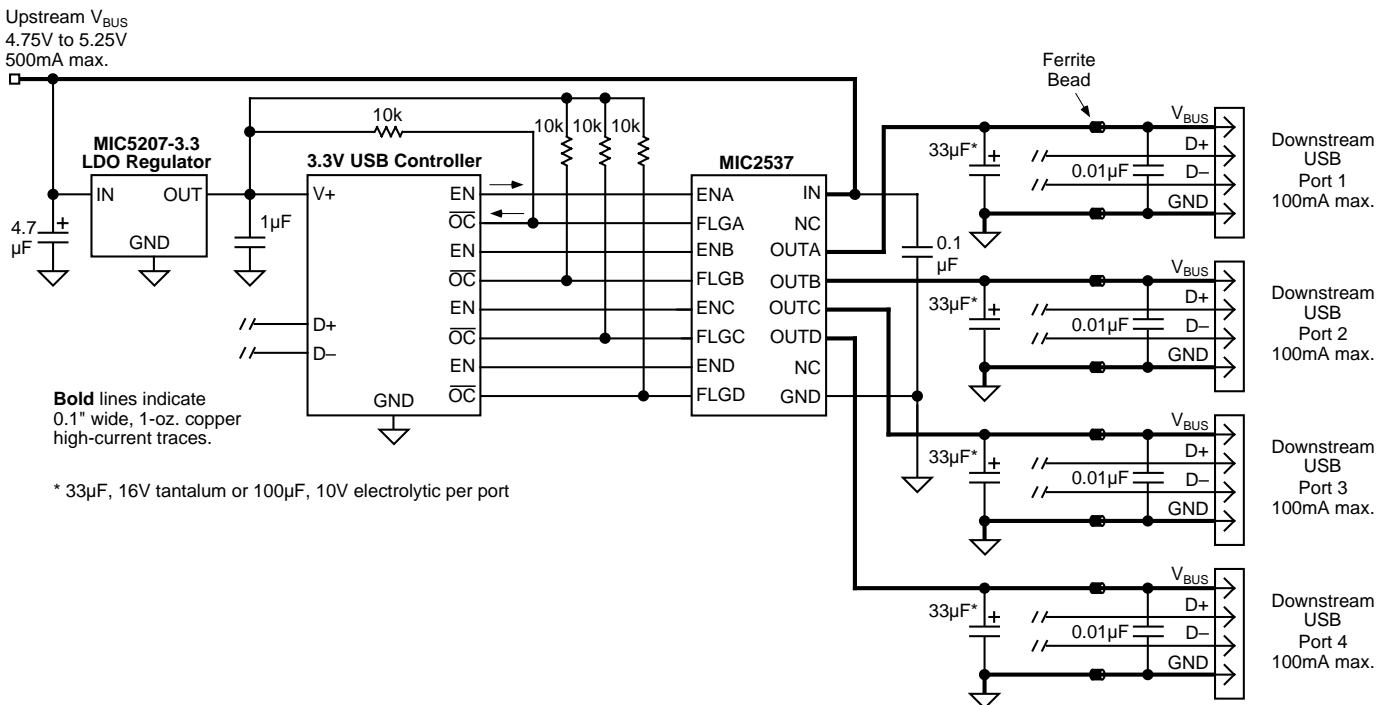 Upstream VBUS
4.75V to 5.25V
500mA max.
Ferrite
Bead
10k
10k
10k
10k
MIC5207-3.3
LDO Regulator
IN
OUT
GND
4.7
µF
1µF
3.3V USB Controller
V+
D+
D–
GND
EN
OC
EN
OC
EN
OC
EN
OC
MIC2537
ENA
FLGA
ENB
FLGB
ENC
FLGC
END
FLGD
IN
NC
OUTA
OUTB
OUTC
OUTD
NC
GND
0.1
µF
33µF*
0.01µF
VBUS
D+
D–
GND
Downstream
USB
Port 1
100mA max.
33µF*
0.01µF
VBUS
D+
D–
GND
Downstream
USB
Port 2
100mA max.
33µF*
0.01µF
VBUS
D+
D–
GND
Downstream
USB
Port 3
100mA max.
33µF*
0.01µF
VBUS
D+
D–
GND
Downstream
USB
Port 4
100mA max.
Bold lines indicate
0.1" wide, 1-oz. copper
high-current traces.
* 33µF, 16V tantalum or 100µF, 10V electrolytic per port